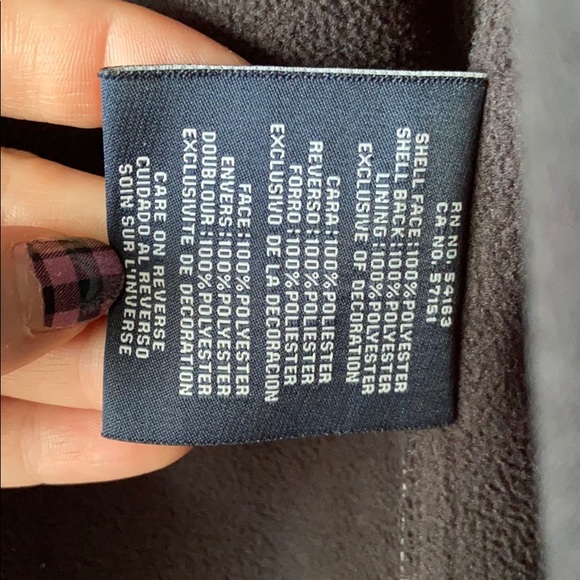 RN NO. 52163
CA NO. 57151
SHELL FACE: 100% POLYESTER
SHELL BACK: 100% POLYESTER
LINING: 100% POLYESTER
EXCLUSIVE OF DECORATION
CARA: 100% POLIESTER
REVERSO: 100% POLIESTER
FORRO: 100% POLIESTER
EXCLUSIVO DE LA DECORACION
FACE: 100% POLYESTER
ENVERS: 100% POLYESTER
DOUBLOUR: 100% POLYESTER
EXCLUSIVITE DE DECORATION
CARE ON REVERSE
CUIDADO AL REVERSO
SOIN SUR L'INVERSE